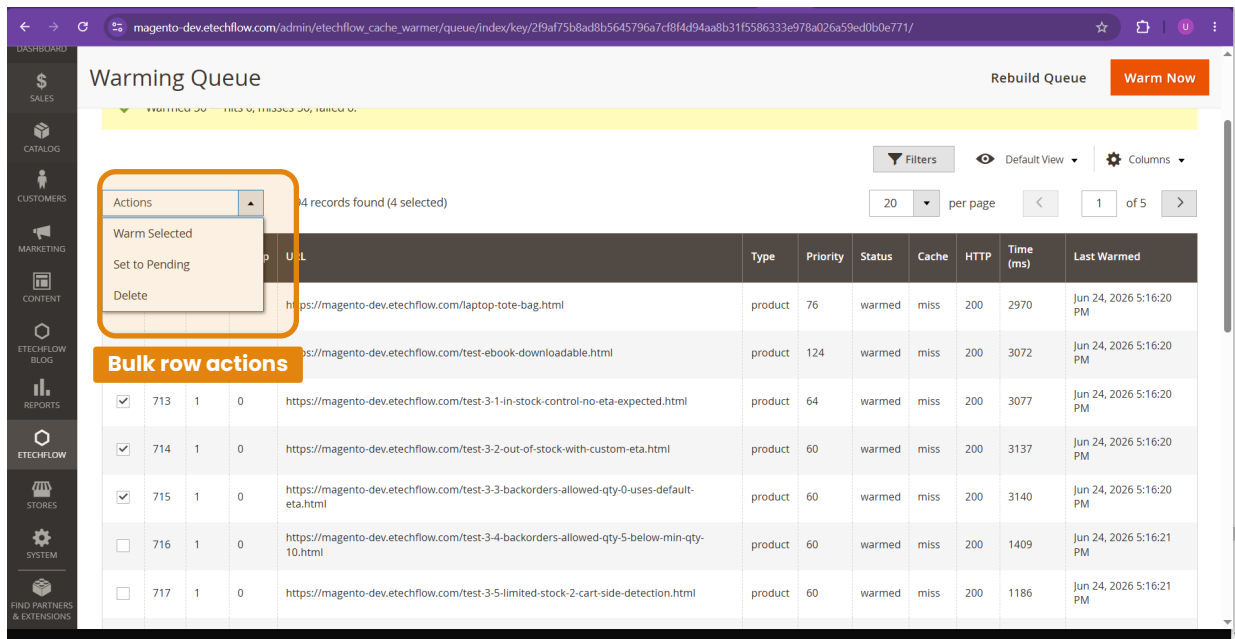 magento-dev.etechflow.com/admin/etechflow_cache_warmer/queue/index/key/2f9af75b8ad8b5645796a7cf8f4d94aa8b31f5586333e978a026a59ed0b0e771/
U
DASHBOARD
SALES
CATALOG
CUSTOMERS
MARKETING
CONTENT
ETECHFLOW
BLOG
REPORTS
ETECHFLOW
STORES
SYSTEM
FIND PARTNERS
& EXTENSIONS
Warming Queue
Rebuild Queue
Warm Now
Filters
Default View
Columns
Actions
94 records found (4 selected)
20
per page
1
of 5
Warm Selected
Set to Pending
Delete
Bulk row actions
URL Type Priority Status Cache HTTP Time (ms) Last Warmed
https://magento-dev.etechflow.com/laptop-tote-bag.html product 76 warmed miss 200 2970 Jun 24, 2026 5:16:20
PM
https://magento-dev.etechflow.com/test-ebook-downloadable.html product 124 warmed miss 200 3072 Jun 24, 2026 5:16:20
PM
713 1 0 https://magento-dev.etechflow.com/test-3-1-in-stock-control-no-eta-expected.html product 64 warmed miss 200 3077 Jun 24, 2026 5:16:20
PM
714 1 0 https://magento-dev.etechflow.com/test-3-2-out-of-stock-with-custom-eta.html product 60 warmed miss 200 3137 Jun 24, 2026 5:16:20
PM
715 1 0 https://magento-dev.etechflow.com/test-3-3-backorders-allowed-qty-0-uses-default-
eta.html product 60 warmed miss 200 3140 Jun 24, 2026 5:16:20
PM
716 1 0 https://magento-dev.etechflow.com/test-3-4-backorders-allowed-qty-5-below-min-qty-
10.html product 60 warmed miss 200 1409 Jun 24, 2026 5:16:21
PM
717 1 0 https://magento-dev.etechflow.com/test-3-5-limited-stock-2-cart-side-detection.html product 60 warmed miss 200 1186 Jun 24, 2026 5:16:21
PM